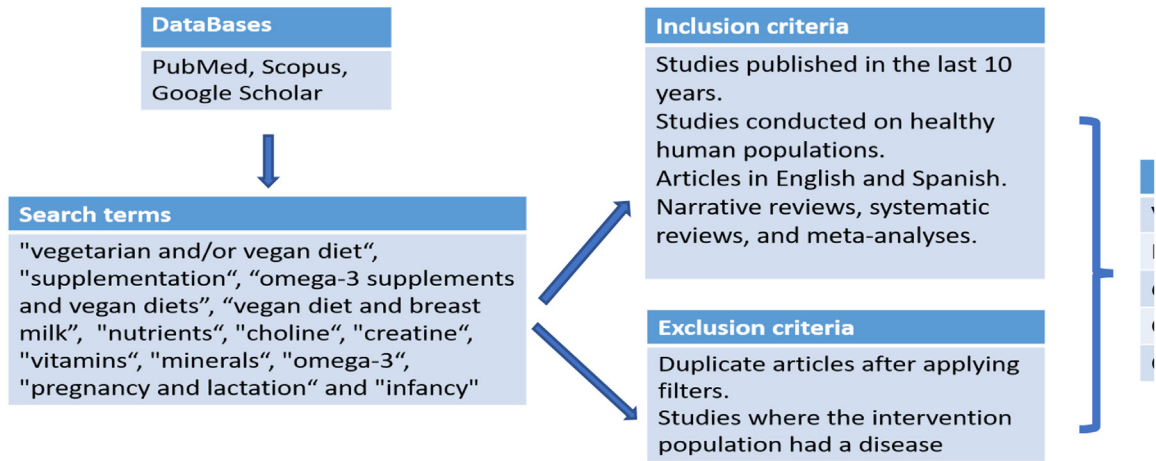 DataBases
PubMed, Scopus,
Google Scholar
Search terms
"vegetarian and/or vegan diet“,
"supplementation“, “omega-3 supplements
and vegan diets”, “vegan diet and breast
milk”, "nutrients“, "choline“, "creatine“,
"vitamins“, "minerals“, "omega-3“,
"pregnancy and lactation“ and "infancy"
Inclusion criteria
Studies published in the last 10
years.
Studies conducted on healthy
human populations.
Articles in English and Spanish.
Narrative reviews, systematic
reviews, and meta-analyses.
Exclusion criteria
Duplicate articles after applying
filters.
Studies where the intervention
population had a disease